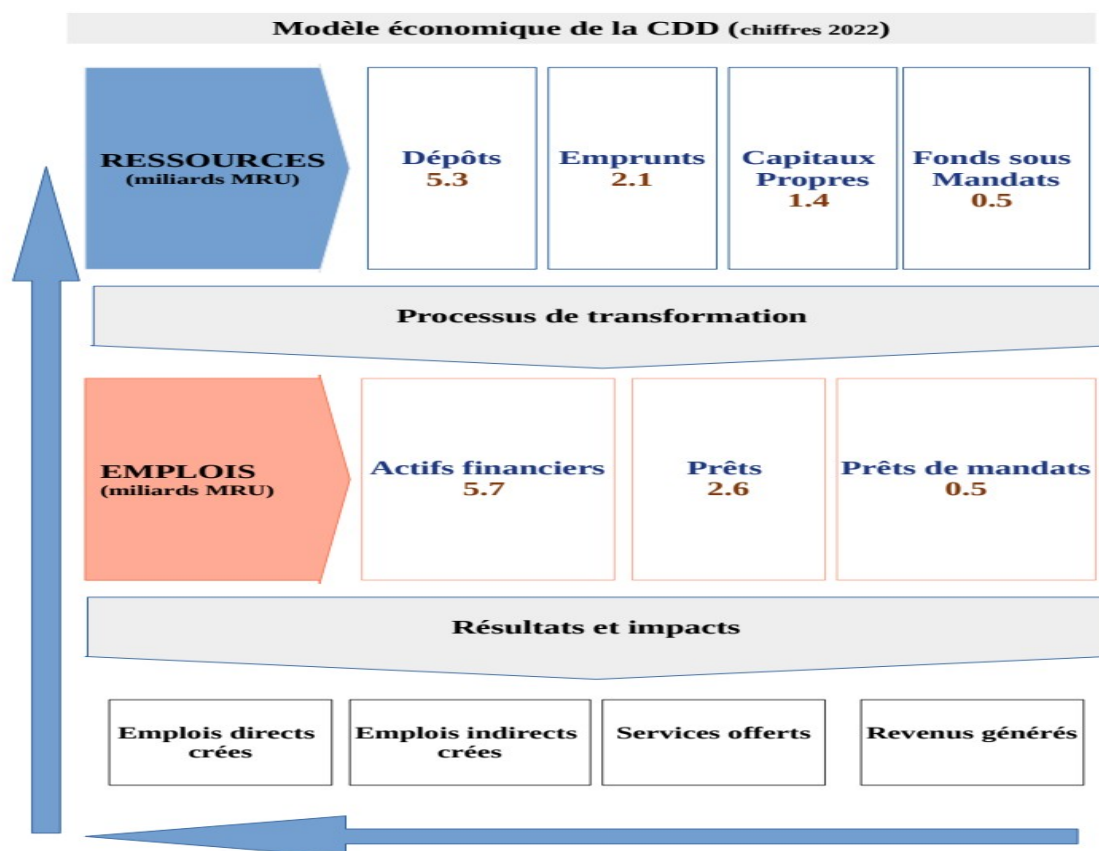 Modèle économique de la CDD (chiffres 2022)
RESSOURCES
(miliards MRU)
Dépôts
5.3
Emprunts
2.1
Capitaux
Propres
1.4
Fonds sous
Mandats
0.5
Processus de transformation
EMPLOIS
(miliards MRU)
Actifs financiers
5.7
Prêts
2.6
Prêts de mandats
0.5
Résultats et impacts
Emplois directs
crées
Emplois indirects
crées
Services offerts
Revenus générés